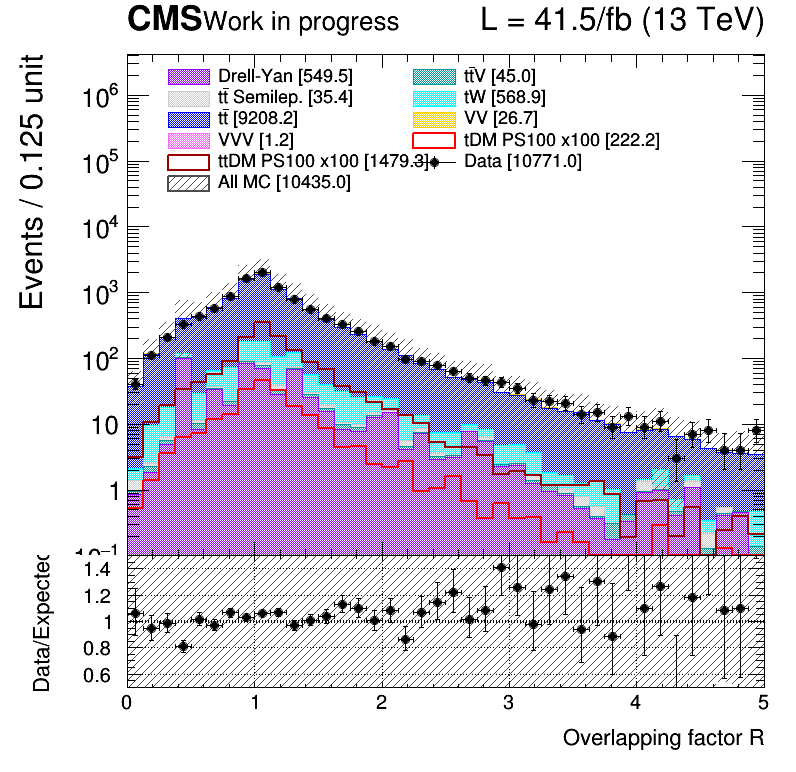 CMS Work in progress L = 41.5/fb (13 TeV)
Events / 0.125 unit
Drell-Yan [549.5] tt̄V [45.0]
tt̄ Semilep. [35.4] tW [568.9]
tt̄ [9208.2] VV [26.7]
VVV [1.2] tDM PS100 x100 [222.2]
ttDM PS100 x100 [1479.3] Data [10771.0]
All MC [10435.0]
10⁶
10⁵
10⁴
10³
10²
10
1
10⁻¹
Data/Expected
1.4
1.2
1
0.8
0.6
0 1 2 3 4 5
Overlapping factor R